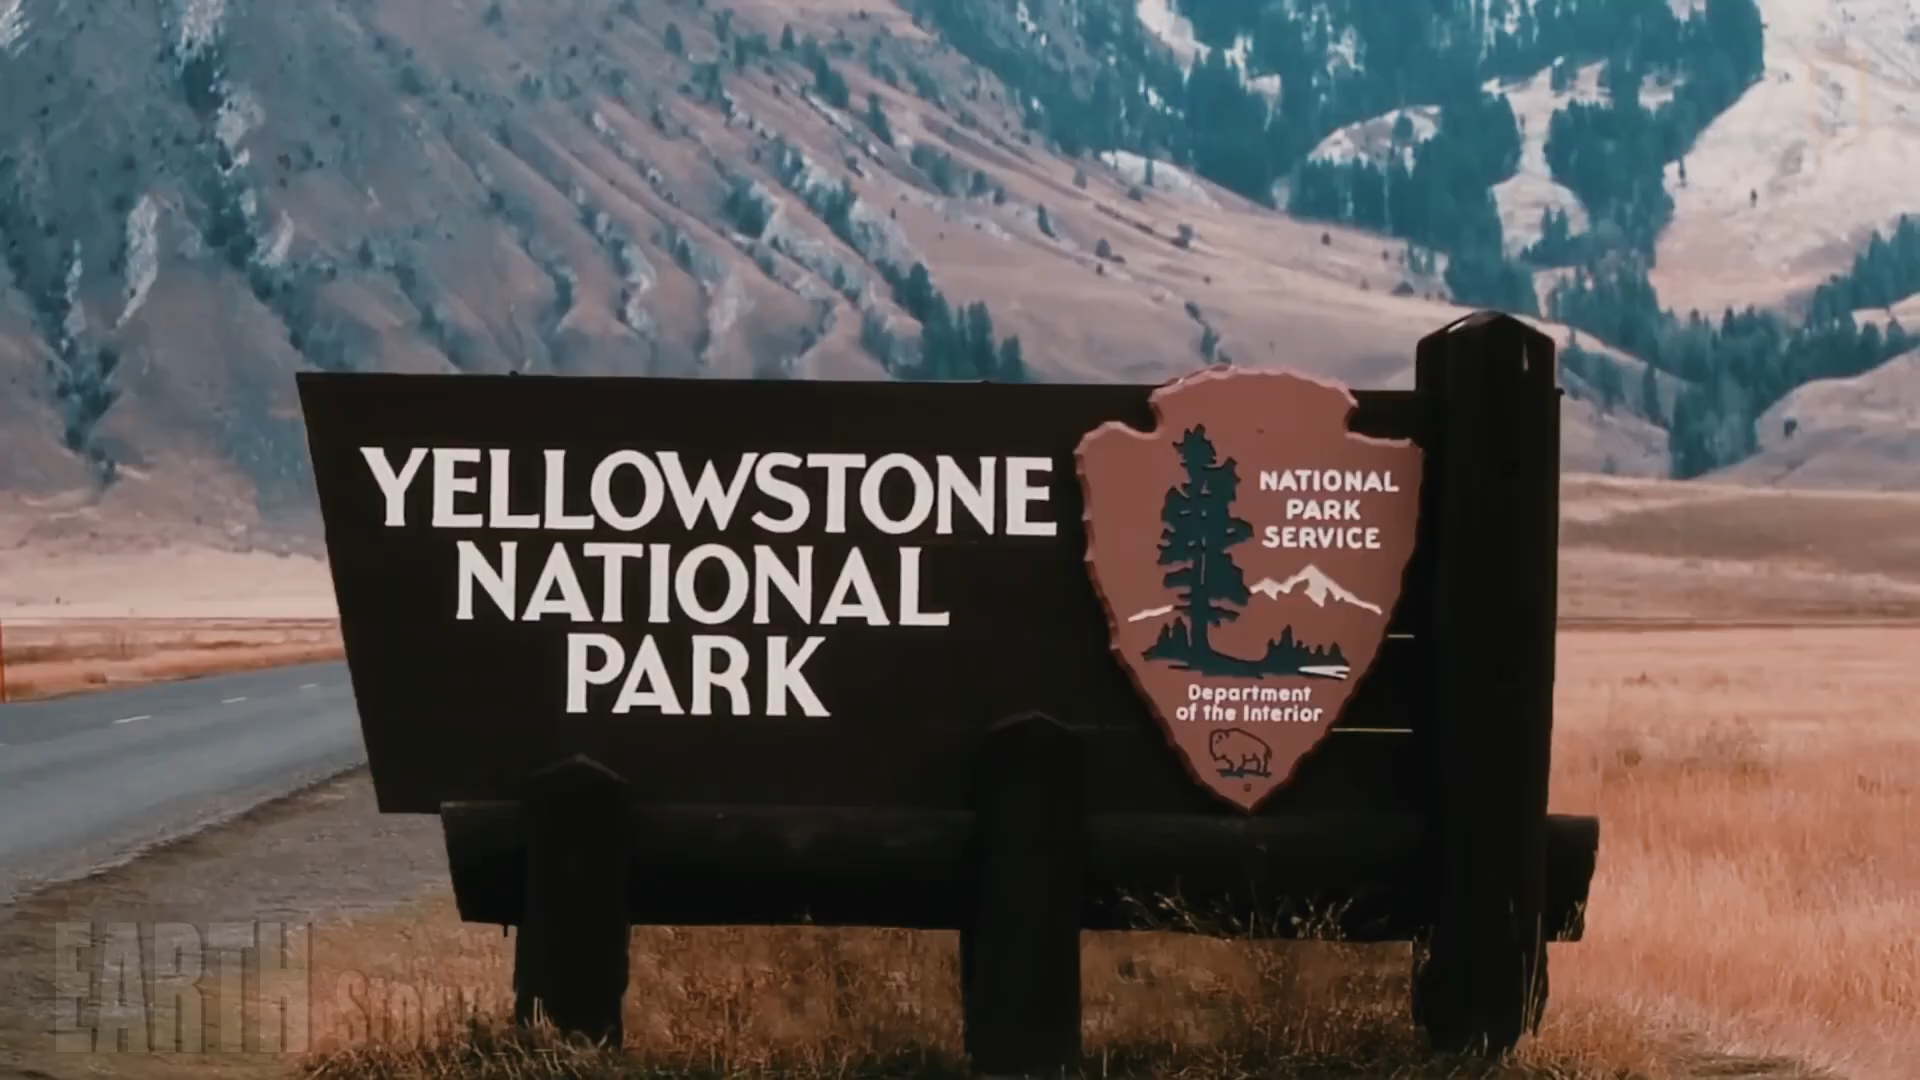 YELLOWSTONE
NATIONAL
PARK
NATIONAL
PARK
SERVICE
Department
of the Interior
EARTH